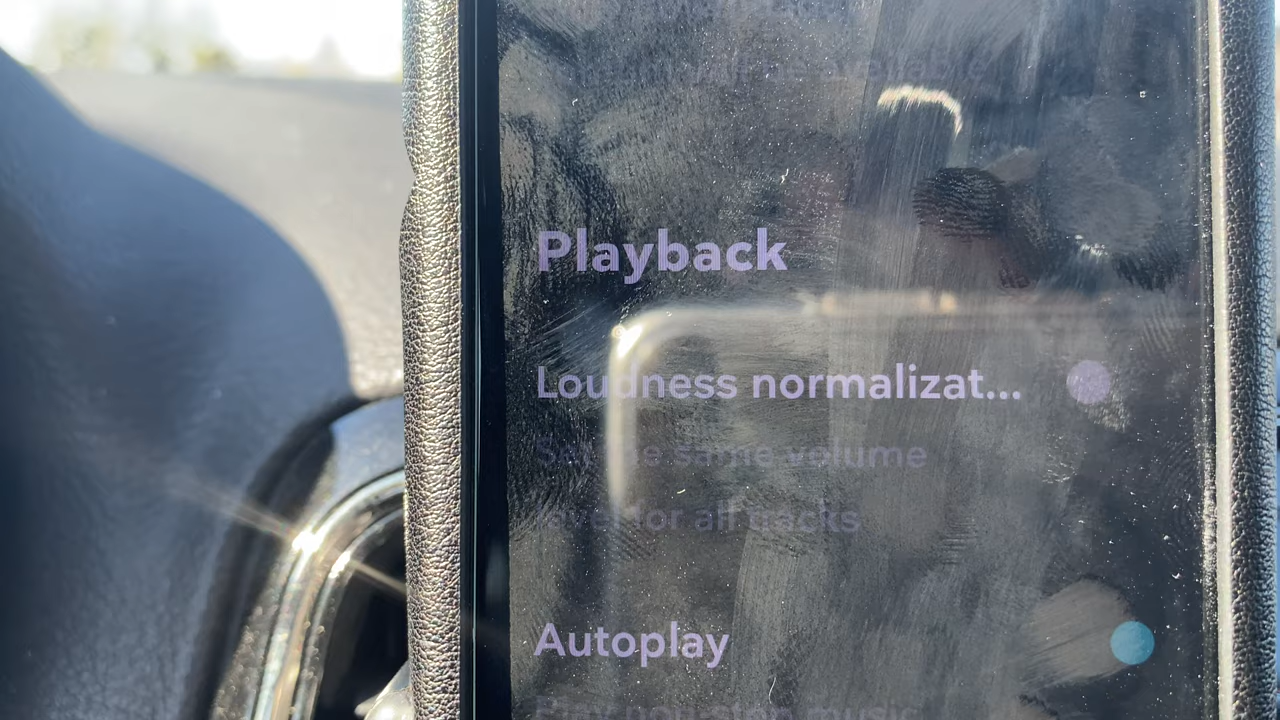 Playback
Loudness normalizat...
Set the same volume
level for all tracks
Autoplay